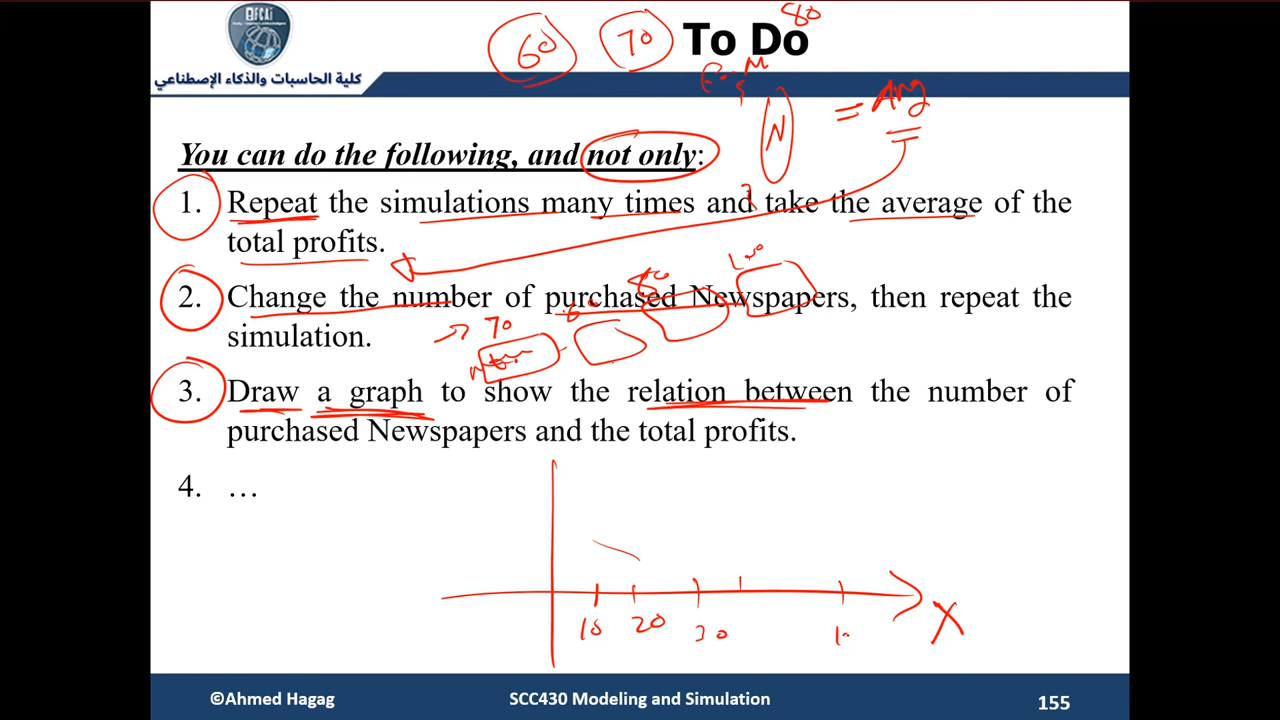 FCAi
كلية الحاسبات والذكاء الإصطناعي
60 70 80
To Do
N = Avg
You can do the following, and not only:
1. Repeat the simulations many times and take the average of the
total profits.
2. Change the number of purchased Newspapers, then repeat the
simulation.
70 80
3. Draw a graph to show the relation between the number of
purchased Newspapers and the total profits.
4. …
10 20 30
X
©Ahmed Hagag
SCC430 Modeling and Simulation
155